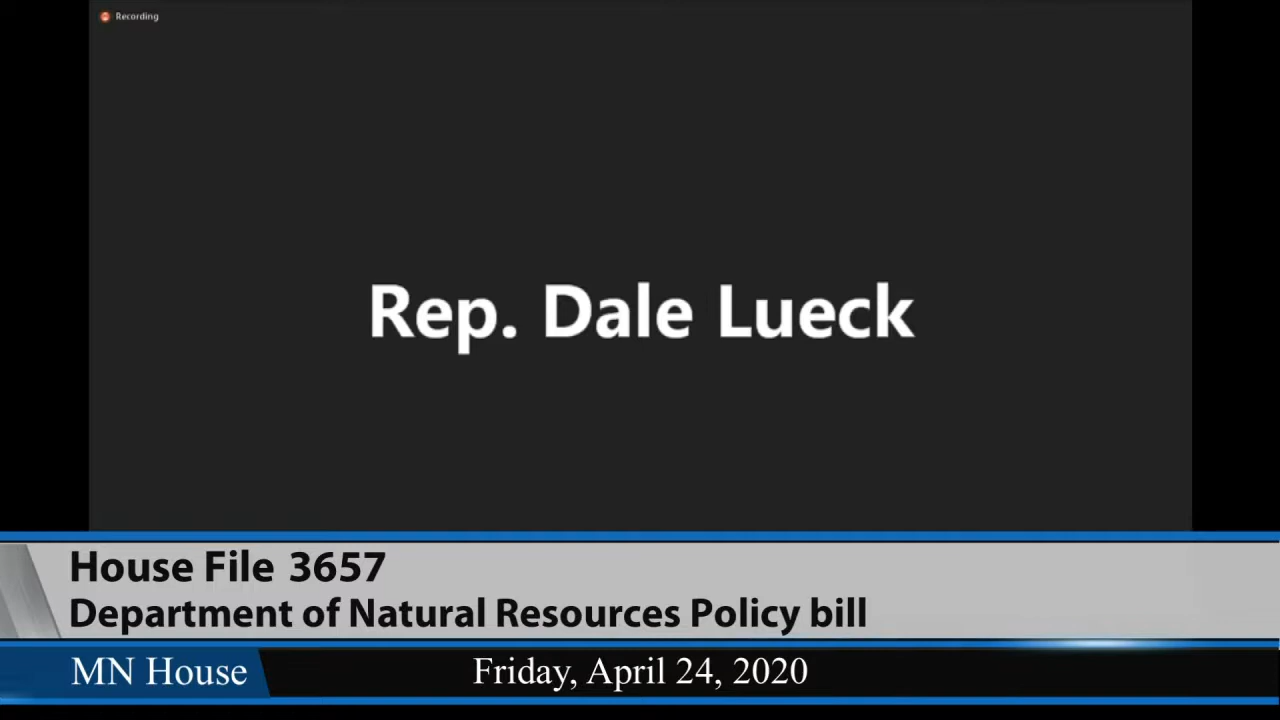 Recording
Rep. Dale Lueck
House File 3657
Department of Natural Resources Policy bill
MN House
Friday, April 24, 2020